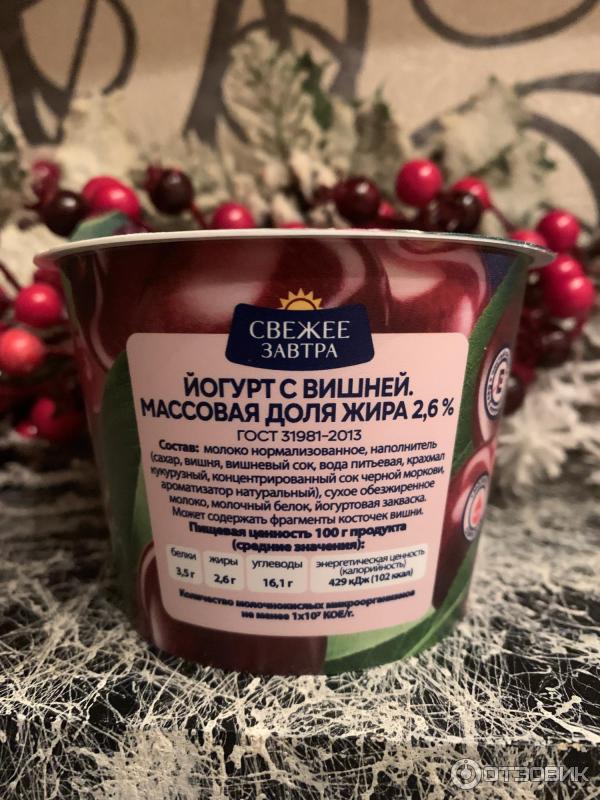 СВЕЖЕЕ
ЗАВТРА
ЙОГУРТ С ВИШНЕЙ.
МАССОВАЯ ДОЛЯ ЖИРА 2,6 %
ГОСТ 31981-2013
Состав: молоко нормализованное, наполнитель
(сахар, вишня, вишневый сок, вода питьевая, крахмал
кукурузный, концентрированный сок черной моркови,
ароматизатор натуральный), сухое обезжиренное
молоко, молочный белок, йогуртовая закваска.
Может содержать фрагменты косточек вишни.
Пищевая ценность 100 г продукта
(средние значения):
белки жиры углеводы энергетическая ценность
(калорийность)
3,5 г 2,6 г 16,1 г 429 кДж (102 ккал)
Количество молочнокислых микроорганизмов
не менее 1х10⁷ КОЕ/г.
ОТЗОВИК